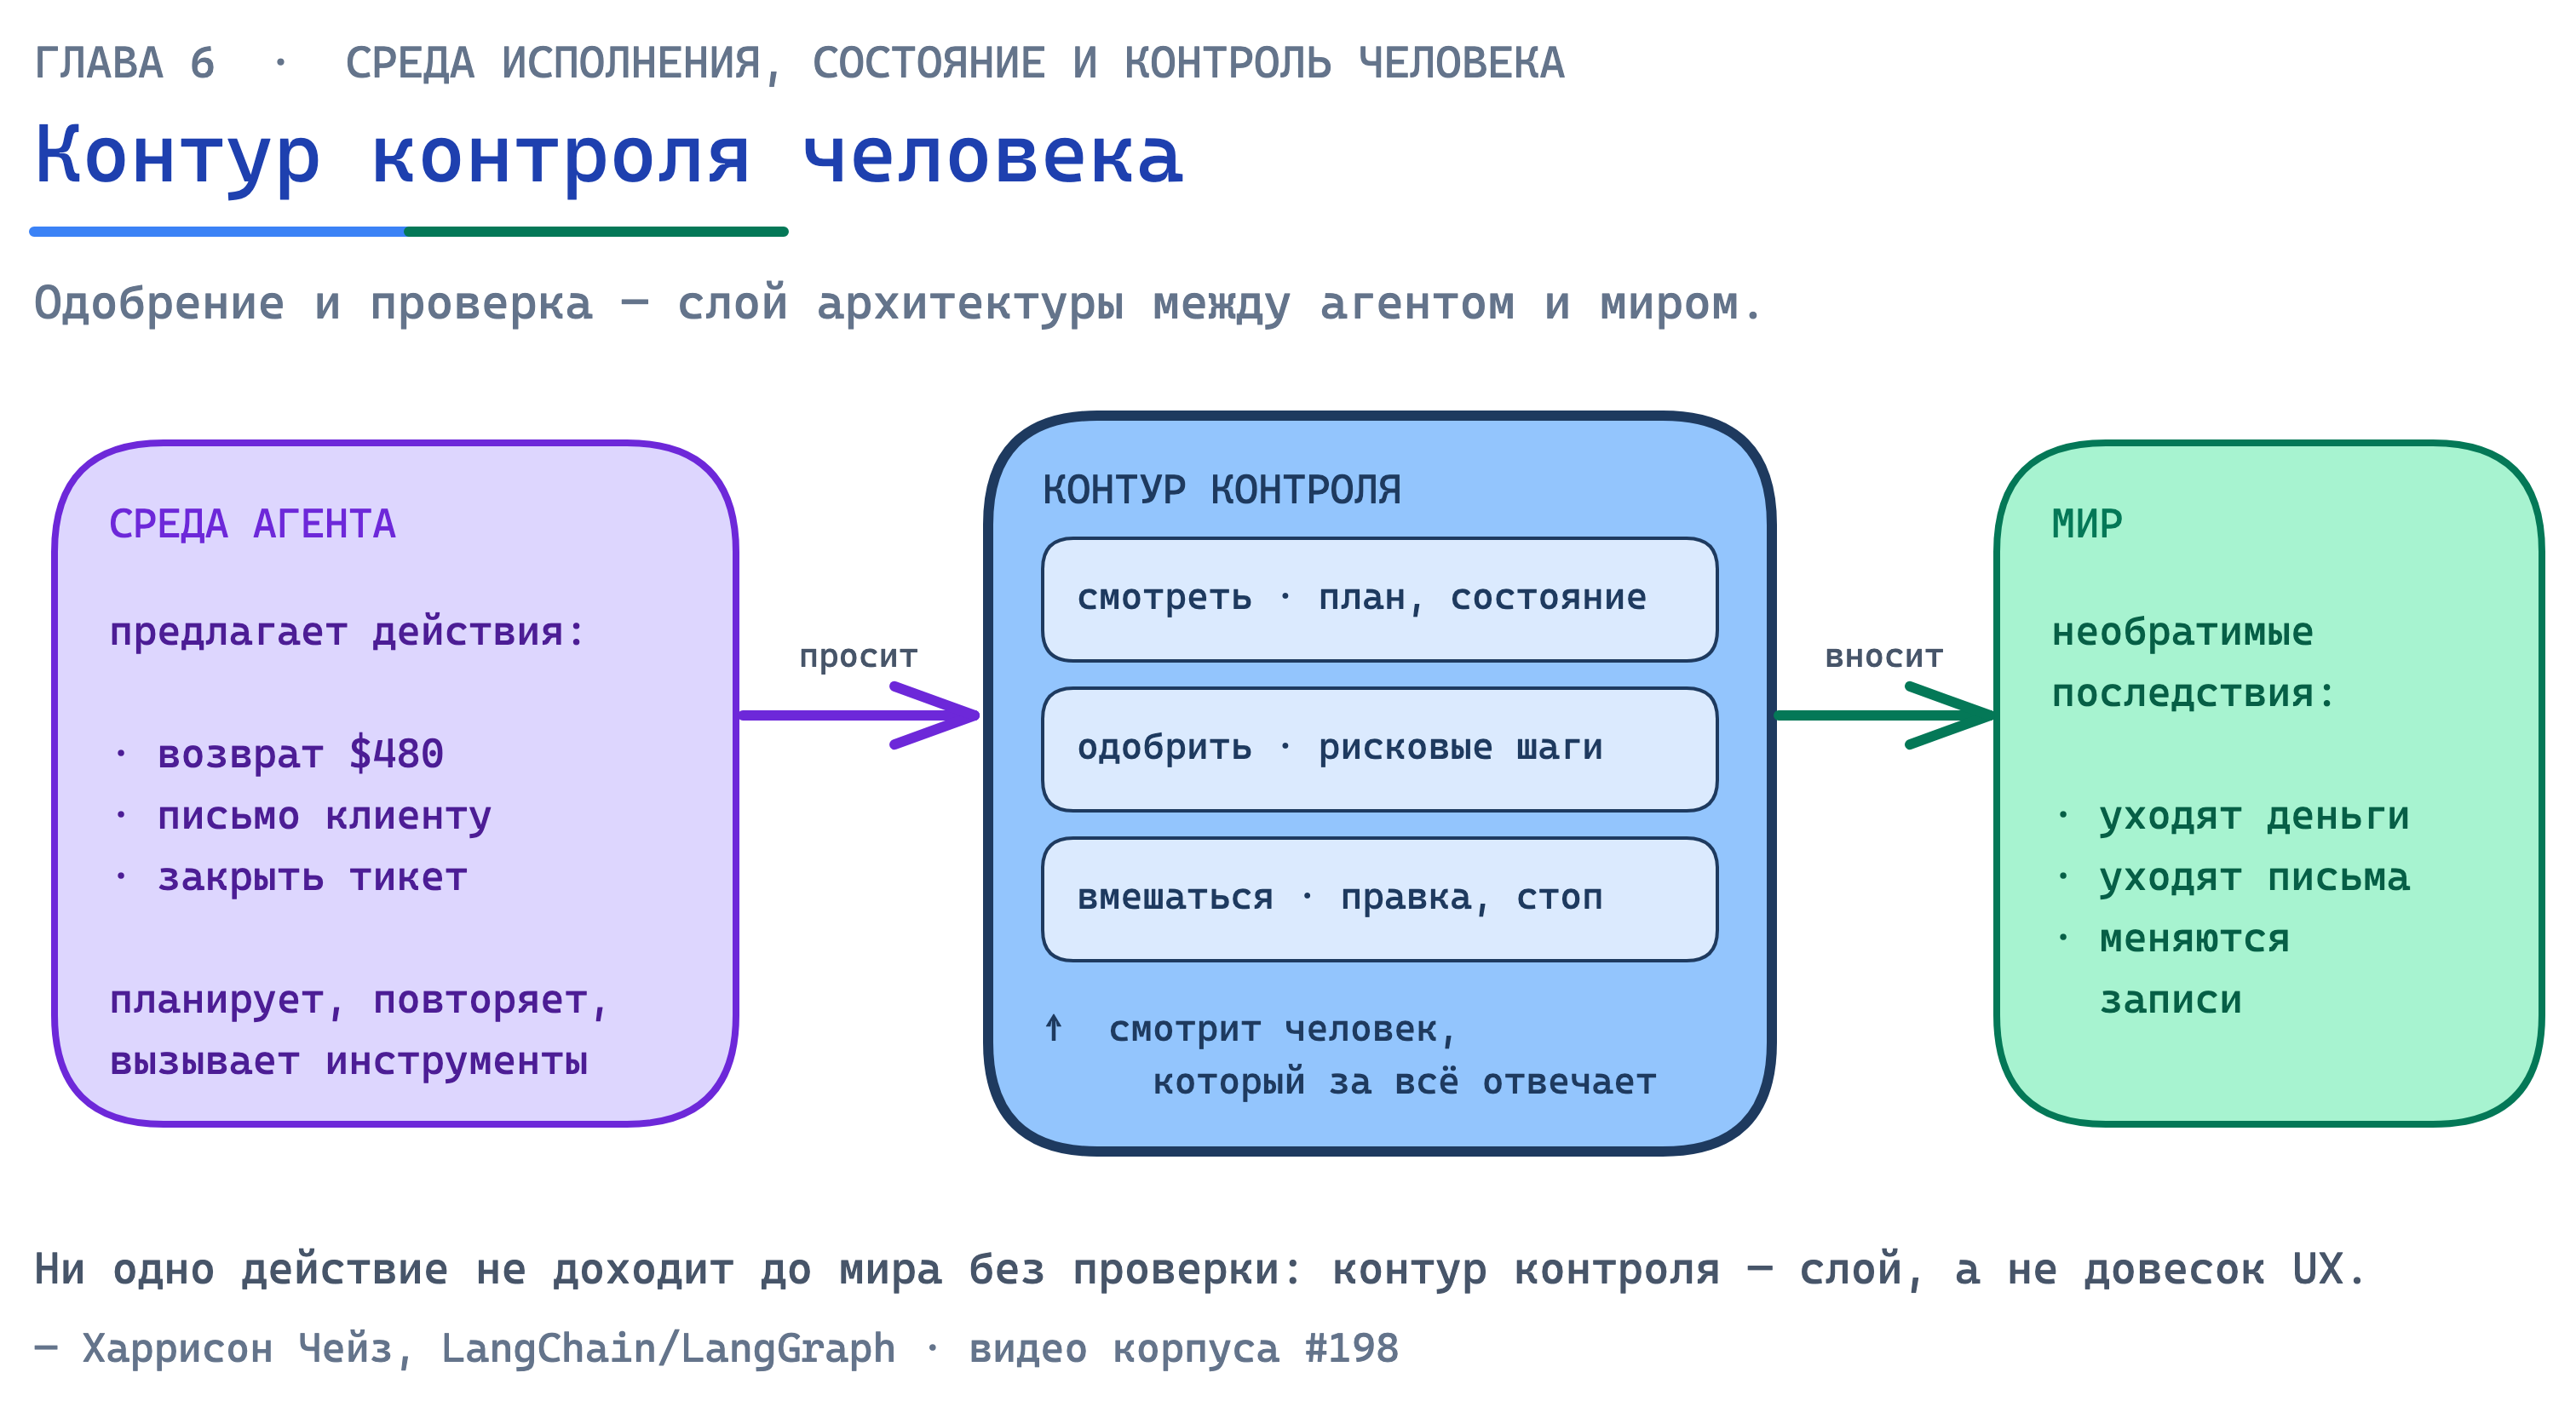 ГЛАВА 6 · СРЕДА ИСПОЛНЕНИЯ, СОСТОЯНИЕ И КОНТРОЛЬ ЧЕЛОВЕКА
Контур контроля человека
Одобрение и проверка — слой архитектуры между агентом и миром.
СРЕДА АГЕНТА
предлагает действия:
· возврат $480
· письмо клиенту
· закрыть тикет
планирует, повторяет,
вызывает инструменты
просит
КОНТУР КОНТРОЛЯ
смотреть · план, состояние
одобрить · рисковые шаги
вмешаться · правка, стоп
↑ смотрит человек,
который за всё отвечает
вносит
МИР
необратимые
последствия:
· уходят деньги
· уходят письма
· меняются
записи
Ни одно действие не доходит до мира без проверки: контур контроля — слой, а не довесок UX.
— Харрисон Чейз, LangChain/LangGraph · видео корпуса #198